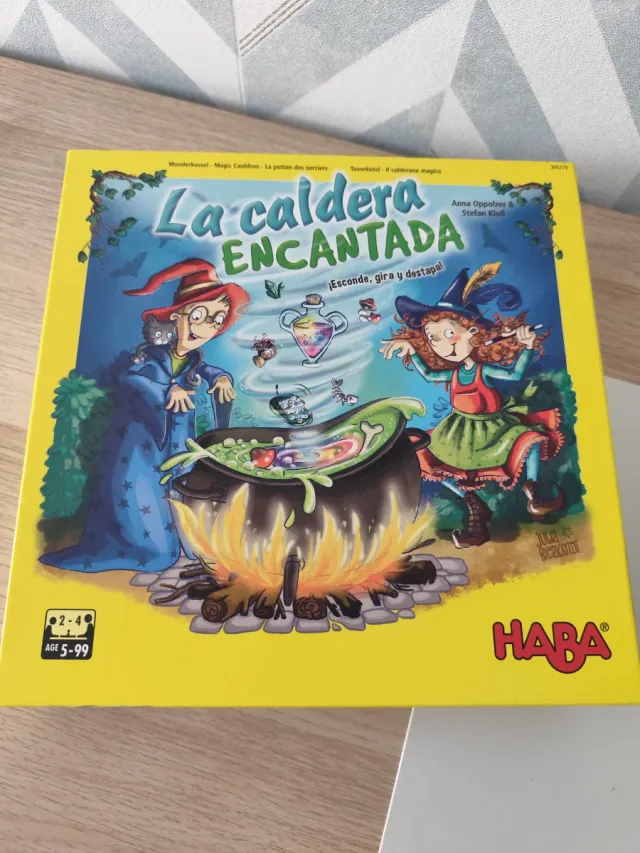 Wunderkessel - Magic Cauldron - La potion des sorciers - Toverketel - Il calderone magico
La caldera
ENCANTADA
Anna Oppolzer &
Stefan Kloß
¡Esconde, gira y destapa!
2 - 4
AGE 5-99
HABA®